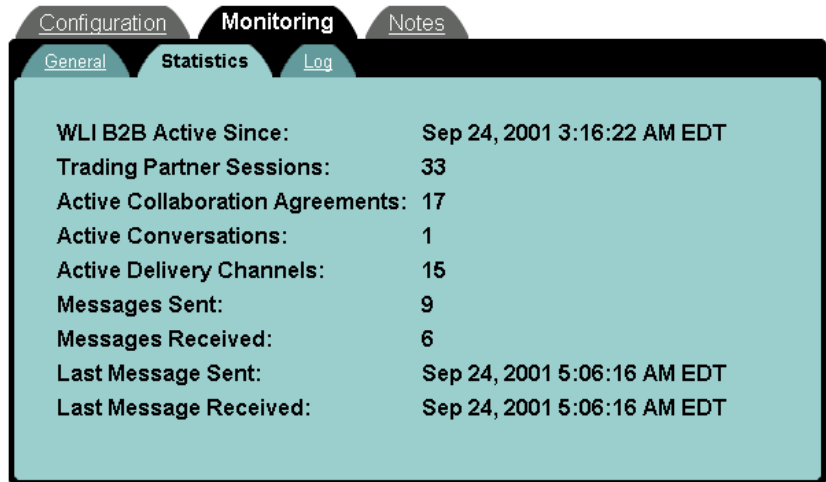 Configuration Monitoring Notes
General Statistics Log
WLI B2B Active Since: Sep 24, 2001 3:16:22 AM EDT
Trading Partner Sessions: 33
Active Collaboration Agreements: 17
Active Conversations: 1
Active Delivery Channels: 15
Messages Sent: 9
Messages Received: 6
Last Message Sent: Sep 24, 2001 5:06:16 AM EDT
Last Message Received: Sep 24, 2001 5:06:16 AM EDT